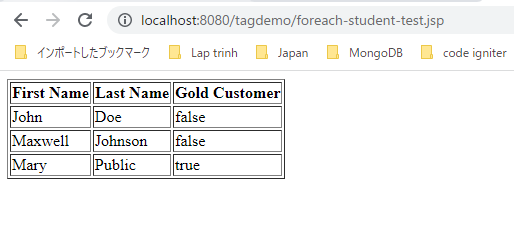 localhost:8080/tagdemo/foreach-student-test.jsp
インポートしたブックマーク Lap trinh Japan MongoDB code igniter
First Name Last Name Gold Customer
John Doe false
Maxwell Johnson false
Mary Public true